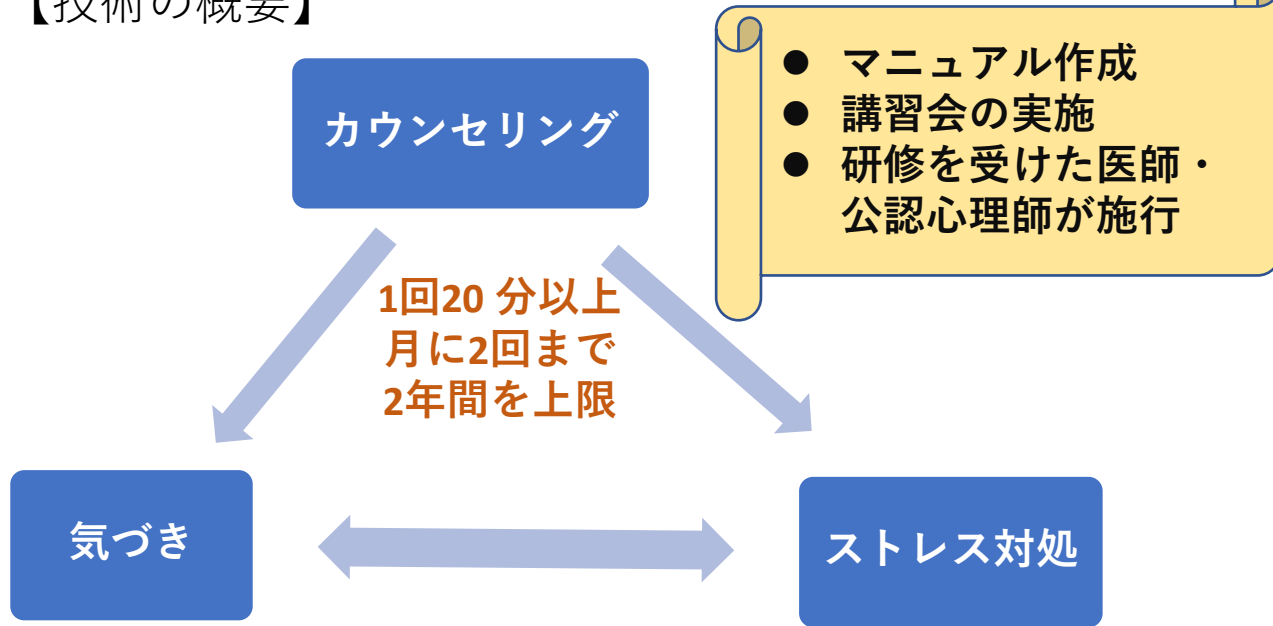 【技術の概要】
カウンセリング
● マニュアル作成
● 講習会の実施
● 研修を受けた医師・
公認心理師が施行
1回20 分以上
月に2回まで
2年間を上限
気づき
ストレス対処